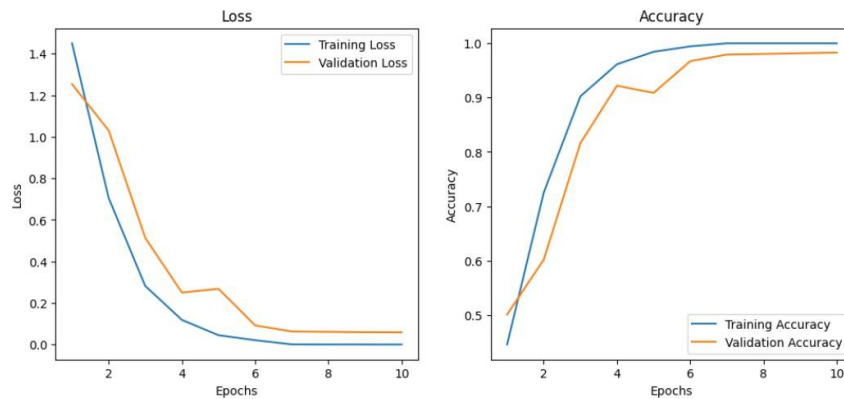 Loss
1.4
1.2
1.0
0.8
0.6
0.4
0.2
0.0
Loss
2
4
6
8
10
Epochs
Training Loss
Validation Loss
Accuracy
1.0
0.9
0.8
0.7
0.6
0.5
Accuracy
2
4
6
8
10
Epochs
Training Accuracy
Validation Accuracy